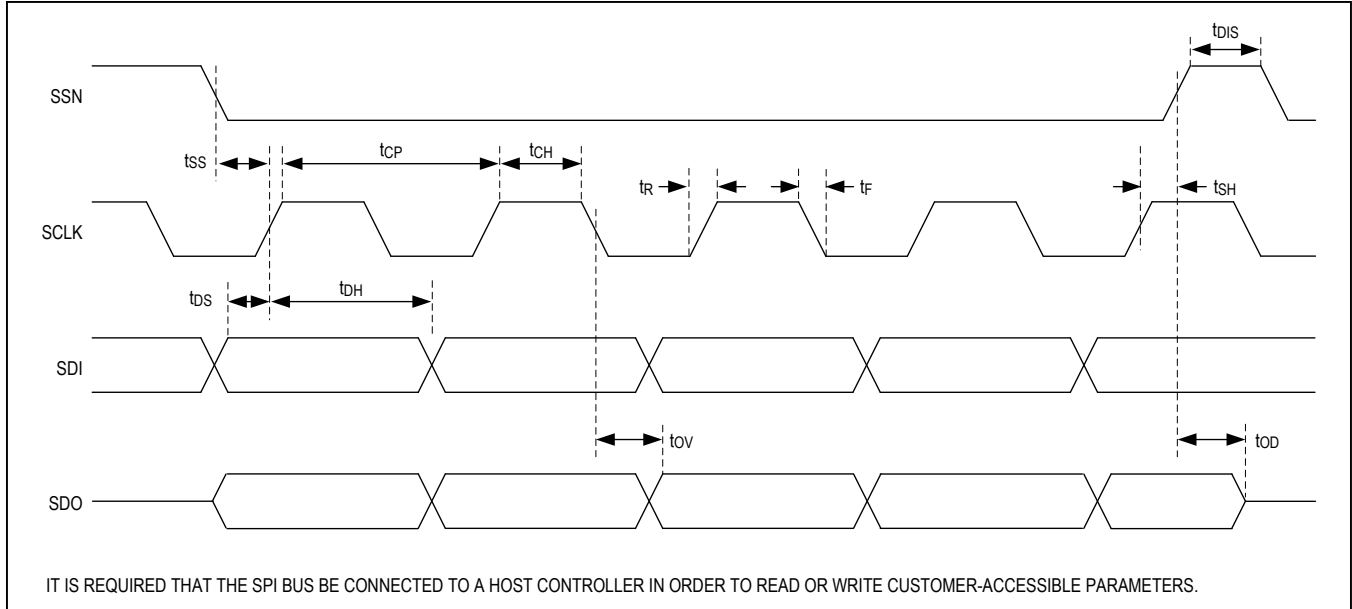 tDIS
SSN
tSS
tCP
tCH
tR
tF
tSH
SCLK
tDS
tDH
SDI
tOV
tOD
SDO
IT IS REQUIRED THAT THE SPI BUS BE CONNECTED TO A HOST CONTROLLER IN ORDER TO READ OR WRITE CUSTOMER-ACCESSIBLE PARAMETERS.